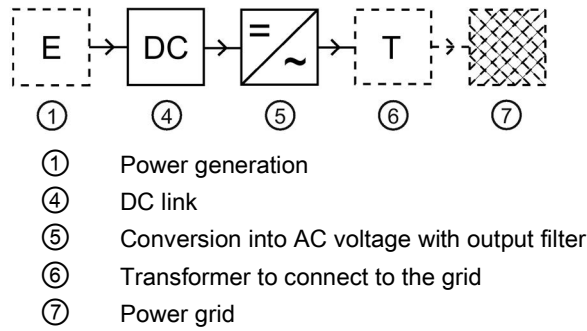 E DC = ~ T
① ④ ⑤ ⑥ ⑦
① Power generation
④ DC link
⑤ Conversion into AC voltage with output filter
⑥ Transformer to connect to the grid
⑦ Power grid